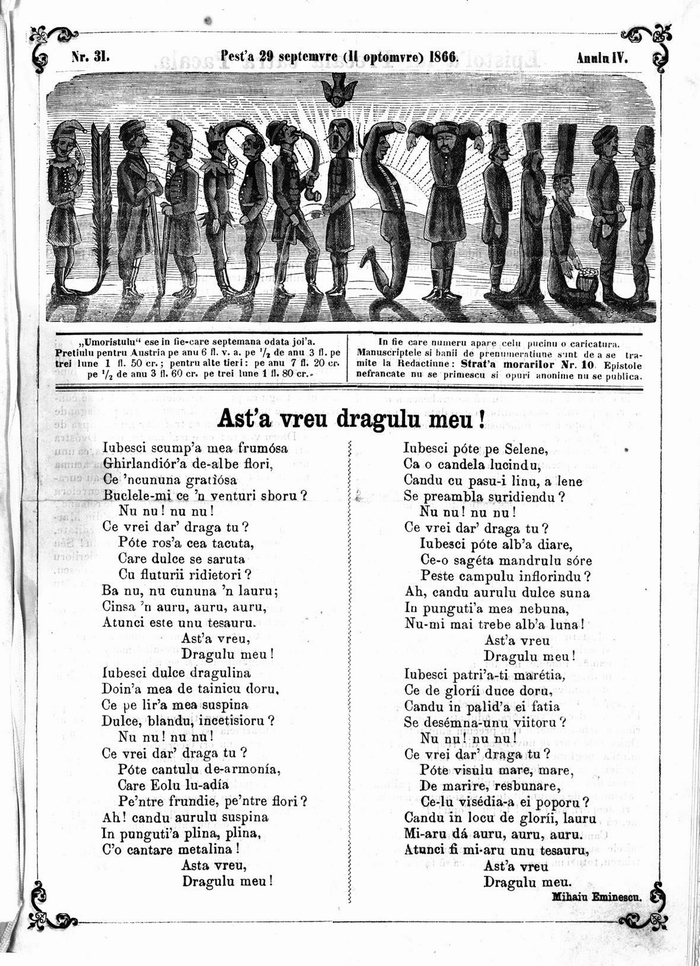 Nr. 31.
Pest'a 29 septemvre (11 optomvre) 1866.
Anulu IV.
UMORISTULU
„Umoristulu“ ese in fie-care septemana odata joi'a.
Pretiulu pentru Austria pe anu 6 fl. v. a. pe 1/2 de anu 3 fl. pe
trei lune 1 fl. 50 cr.; pentru alte tieri: pe anu 7 fl. 20 cr.
pe 1/2 de anu 3 fl. 60 cr. pe trei lune 1 fl. 80 cr.
In fie care numeru apare celu pucinu o caricatura.
Manuscriptele si banii de prenumeratiune sunt de a se tra-
mite la Redactiune: Strat'a morarilor Nr. 10. Epistole
nefrancate nu se primescu si opuri anonime nu se publica.
Ast'a vreu dragulu meu!
Iubesci scump'a mea frumósa
Ghirlandiór'a de-albe flori,
Ce 'ncununa gratiósa
Buclele-mi ce 'n venturi sboru?
Nu nu! nu nu!
Ce vrei dar' draga tu?
Póte ros'a cea tacuta,
Care dulce se saruta
Cu fluturii ridietori?
Ba nu, nu cununa 'n lauru;
Cinsa 'n auru, auru, auru,
Atunci este unu tesauru.
Ast'a vreu,
Dragulu meu!
Iubesci dulce dragulina
Doin'a mea de tainicu doru,
Ce pe lir'a mea suspina
Dulce, blandu, incetisioru?
Nu nu! nu nu!
Ce vrei dar' draga tu?
Póte cantulu de-armonía,
Care Eolu lu-adía
Pe'ntre frundie, pe'ntre flori?
Ah! candu aurulu suspina
In punguti'a plina, plina,
C'o cantare metalina!
Asta vreu,
Dragulu meu!
Iubesci póte pe Selene,
Ca o candela lucindu,
Candu cu pasu-i linu, a lene
Se preambla suridiendu?
Nu nu! nu nu!
Ce vrei dar' draga tu?
Iubesci póte alb'a diare,
Ce-o sagéta mandrulu sóre
Peste campulu inflorindu?
Ah, candu aurulu dulce suna
In punguti'a mea nebuna,
Nu-mi mai trebe alb'a luna!
Ast'a vreu
Dragulu meu!
Iubesci patri'a-ti marétia,
Ce de glorii duce doru,
Candu in palid'a ei fatia
Se desémna-unu viitoru?
Nu nu! nu nu!
Ce vrei dar' draga tu?
Póte visulu mare, mare,
De marire, resbunare,
Ce-lu visédia-a ei poporu?
Candu in locu de glorii, lauru
Mi-aru dá auru, auru, auru.
Atunci fi mi-aru unu tesauru,
Ast'a vreu
Dragulu meu.
Mihaiu Eminescu.